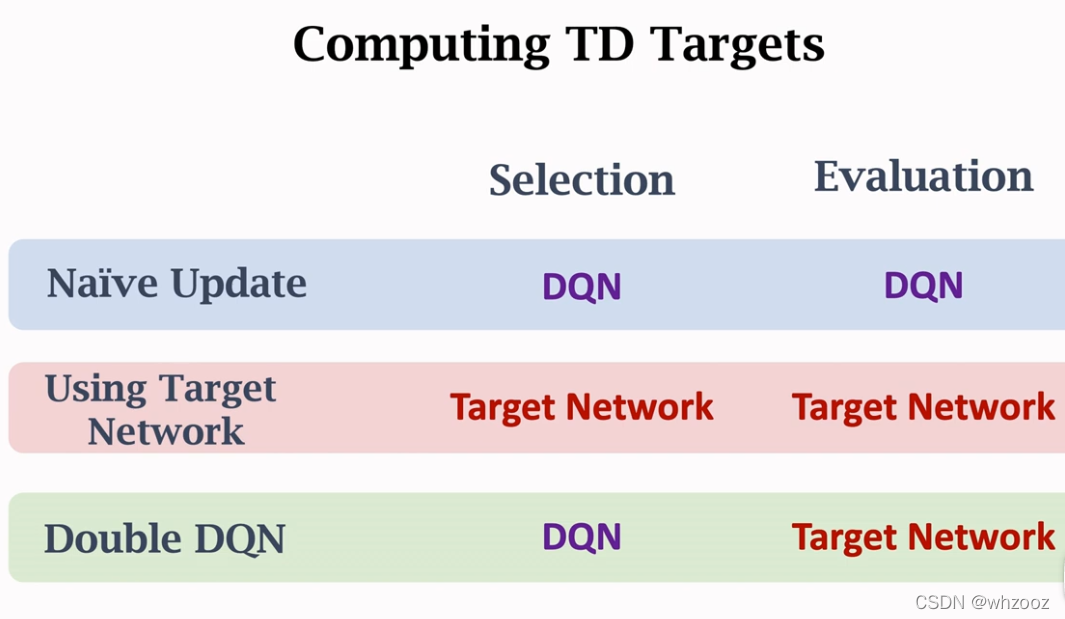 Computing TD Targets
Selection Evaluation
Naïve Update DQN DQN
Using Target
Network Target Network Target Network
Double DQN DQN Target Network
CSDN @whzooz